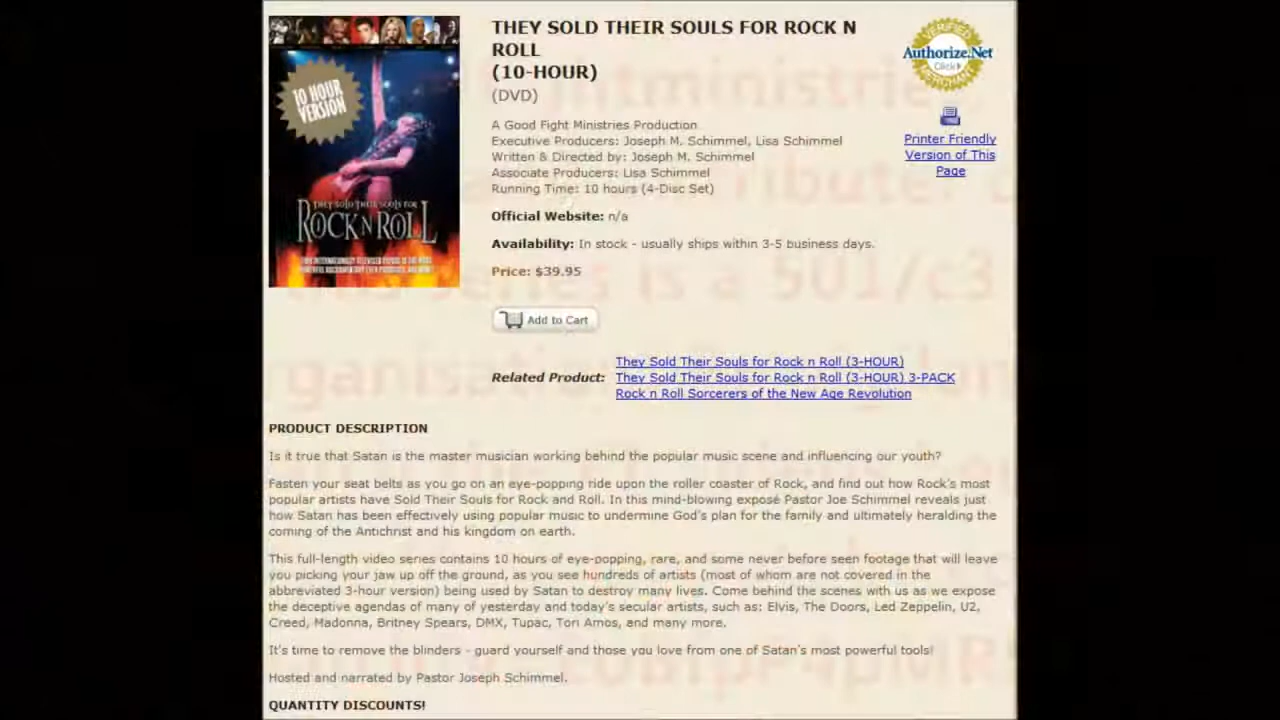 THEY SOLD THEIR SOULS FOR ROCK N
ROLL
(10-HOUR)
(DVD)
A Good Fight Ministries Production
Executive Producers: Joseph M. Schimmel, Lisa Schimmel
Written & Directed by: Joseph M. Schimmel
Associate Producers: Lisa Schimmel
Running Time: 10 hours (4-Disc Set)
Official Website: n/a
Availability: In stock - usually ships within 3-5 business days.
Price: $39.95
Add to Cart
Related Product:
They Sold Their Souls for Rock n Roll (3-HOUR)
They Sold Their Souls for Rock n Roll (3-HOUR) 3-PACK
Rock n Roll Sorcerers of the New Age Revolution
VERIFIED
Authorize.Net
Click
MERCHANT
Printer Friendly
Version of This
Page
10 HOUR
VERSION
THEY SOLD THEIR SOULS FOR
ROCK N ROLL
PRODUCT DESCRIPTION
Is it true that Satan is the master musician working behind the popular music scene and influencing our youth?
Fasten your seat belts as you go on an eye-popping ride upon the roller coaster of Rock, and find out how Rock's most
popular artists have Sold Their Souls for Rock and Roll. In this mind-blowing exposé Pastor Joe Schimmel reveals just
how Satan has been effectively using popular music to undermine God's plan for the family and ultimately heralding the
coming of the Antichrist and his kingdom on earth.
This full-length video series contains 10 hours of eye-popping, rare, and some never before seen footage that will leave
you picking your jaw up off the ground, as you see hundreds of artists (most of whom are not covered in the
abbreviated 3-hour version) being used by Satan to destroy many lives. Come behind the scenes with us as we expose
the deceptive agendas of many of yesterday and today's secular artists, such as: Elvis, The Doors, Led Zeppelin, U2,
Creed, Madonna, Britney Spears, DMX, Tupac, Tori Amos, and many more.
It's time to remove the blinders - guard yourself and those you love from one of Satan's most powerful tools!
Hosted and narrated by Pastor Joseph Schimmel.
QUANTITY DISCOUNTS!